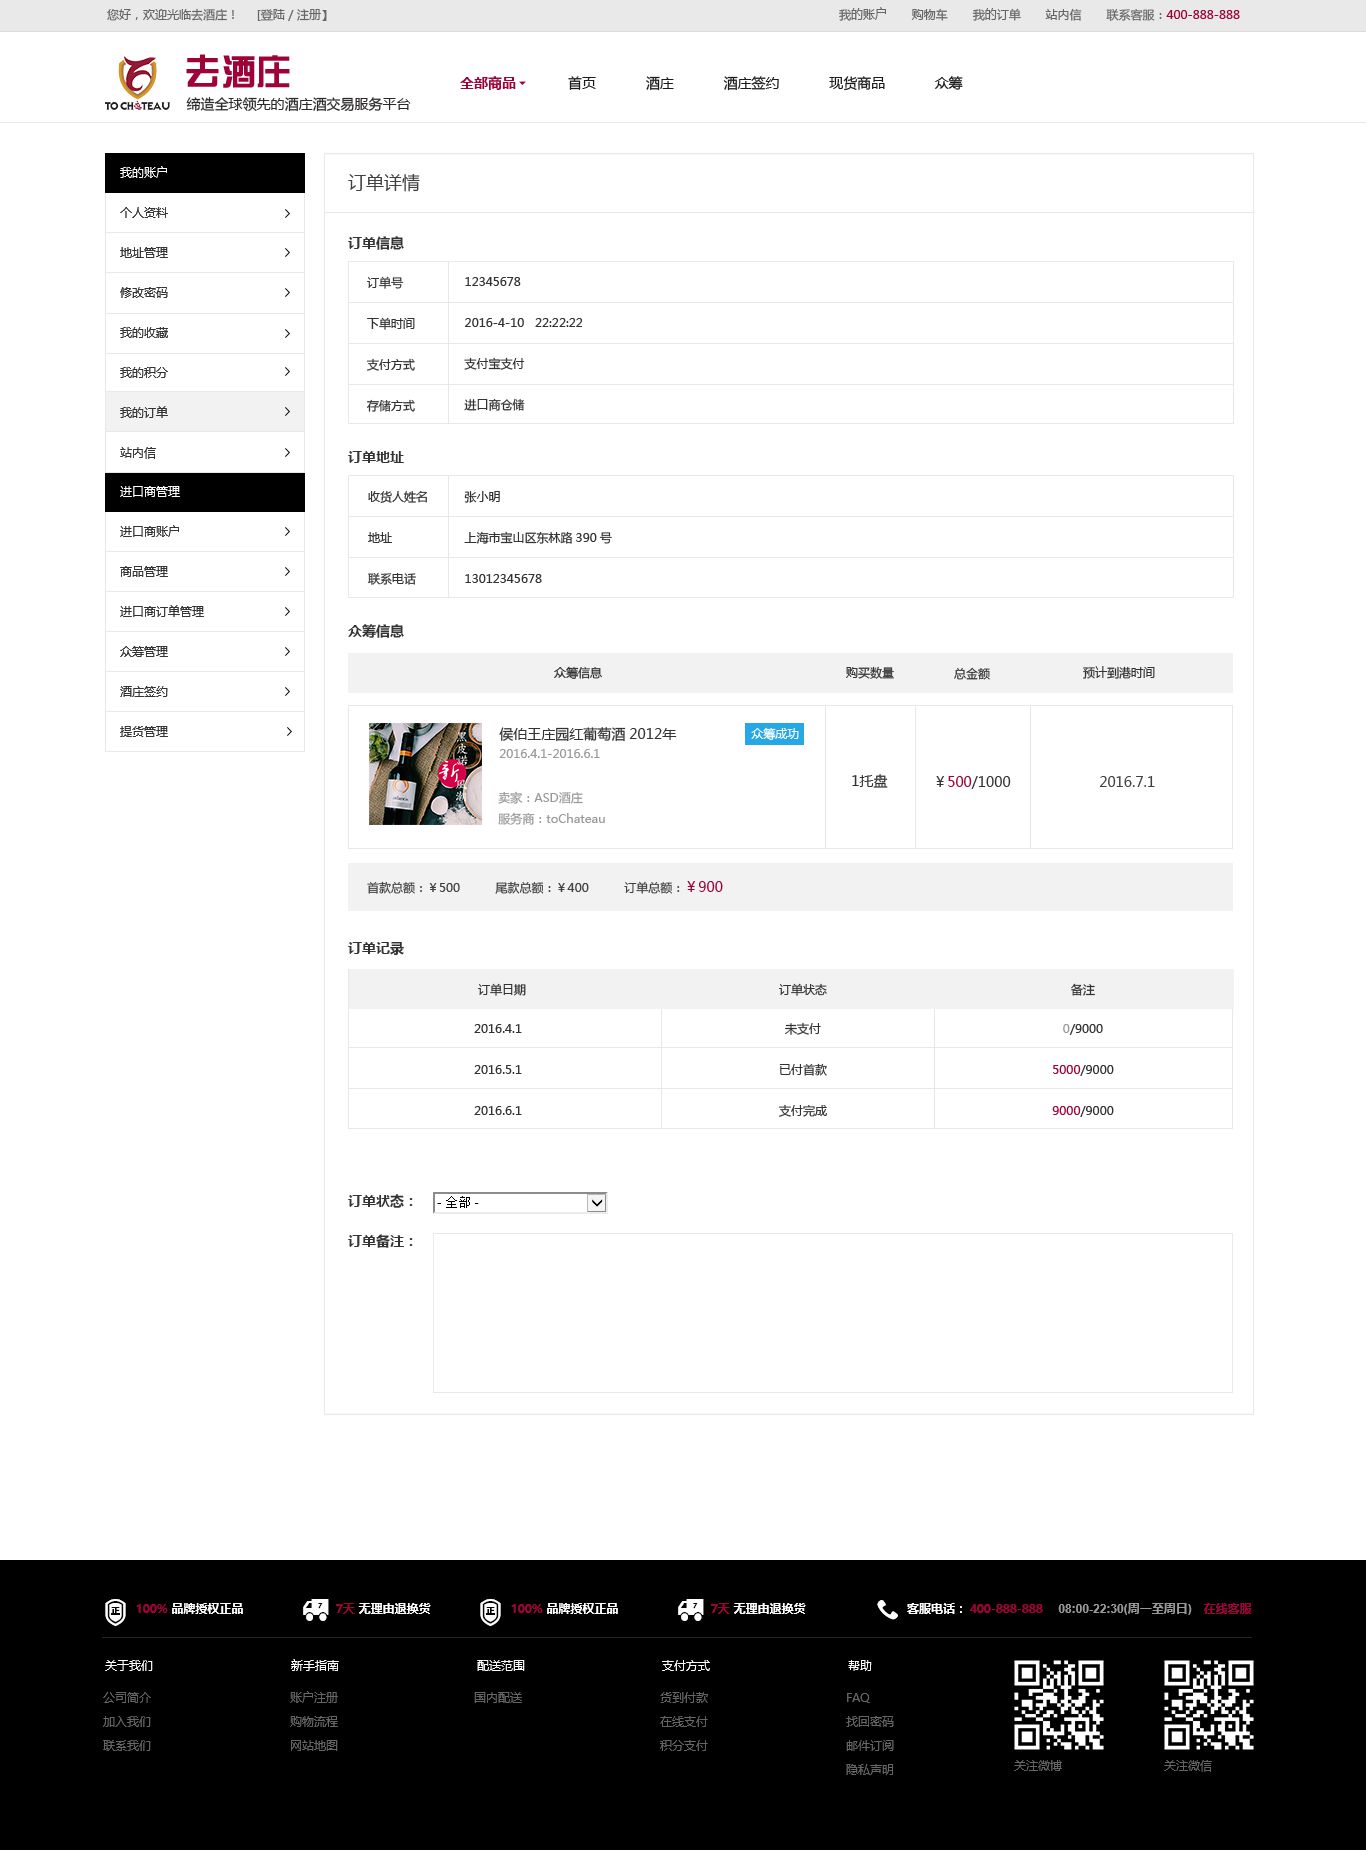 您好，欢迎光临去酒庄！ [登陆 / 注册】 我的账户 购物车 我的订单 站内信 联系客服：400-888-888
TO CHATEAU
去酒庄
缔造全球领先的酒庄酒交易服务平台
全部商品 首页 酒庄 酒庄签约 现货商品 众筹
我的账户
个人资料
地址管理
修改密码
我的收藏
我的积分
我的订单
站内信
进口商管理
进口商账户
商品管理
进口商订单管理
众筹管理
酒庄签约
提货管理
订单详情
订单信息
订单号 12345678
下单时间 2016-4-10 22:22:22
支付方式 支付宝支付
存储方式 进口商仓储
订单地址
收货人姓名 张小明
地址 上海市宝山区东林路 390 号
联系电话 13012345678
众筹信息
众筹信息 购买数量 总金额 预计到港时间
黑皮诺
新
侯伯王庄园红葡萄酒 2012年 众筹成功
2016.4.1-2016.6.1
卖家：ASD酒庄
服务商：toChateau
1托盘 ¥ 500/1000 2016.7.1
首款总额：¥ 500 尾款总额：¥ 400 订单总额：¥ 900
订单记录
订单日期 订单状态 备注
2016.4.1 未支付 0/9000
2016.5.1 已付首款 5000/9000
2016.6.1 支付完成 9000/9000
订单状态： - 全部 -
订单备注：
正 100% 品牌授权正品 7 7天 无理由退换货 正 100% 品牌授权正品 7 7天 无理由退换货 客服电话：400-888-888 08:00-22:30(周一至周日) 在线客服
关于我们 新手指南 配送范围 支付方式 帮助
公司简介 账户注册 国内配送 货到付款 FAQ
加入我们 购物流程 在线支付 找回密码
联系我们 网站地图 积分支付 邮件订阅
隐私声明
关注微博 关注微信